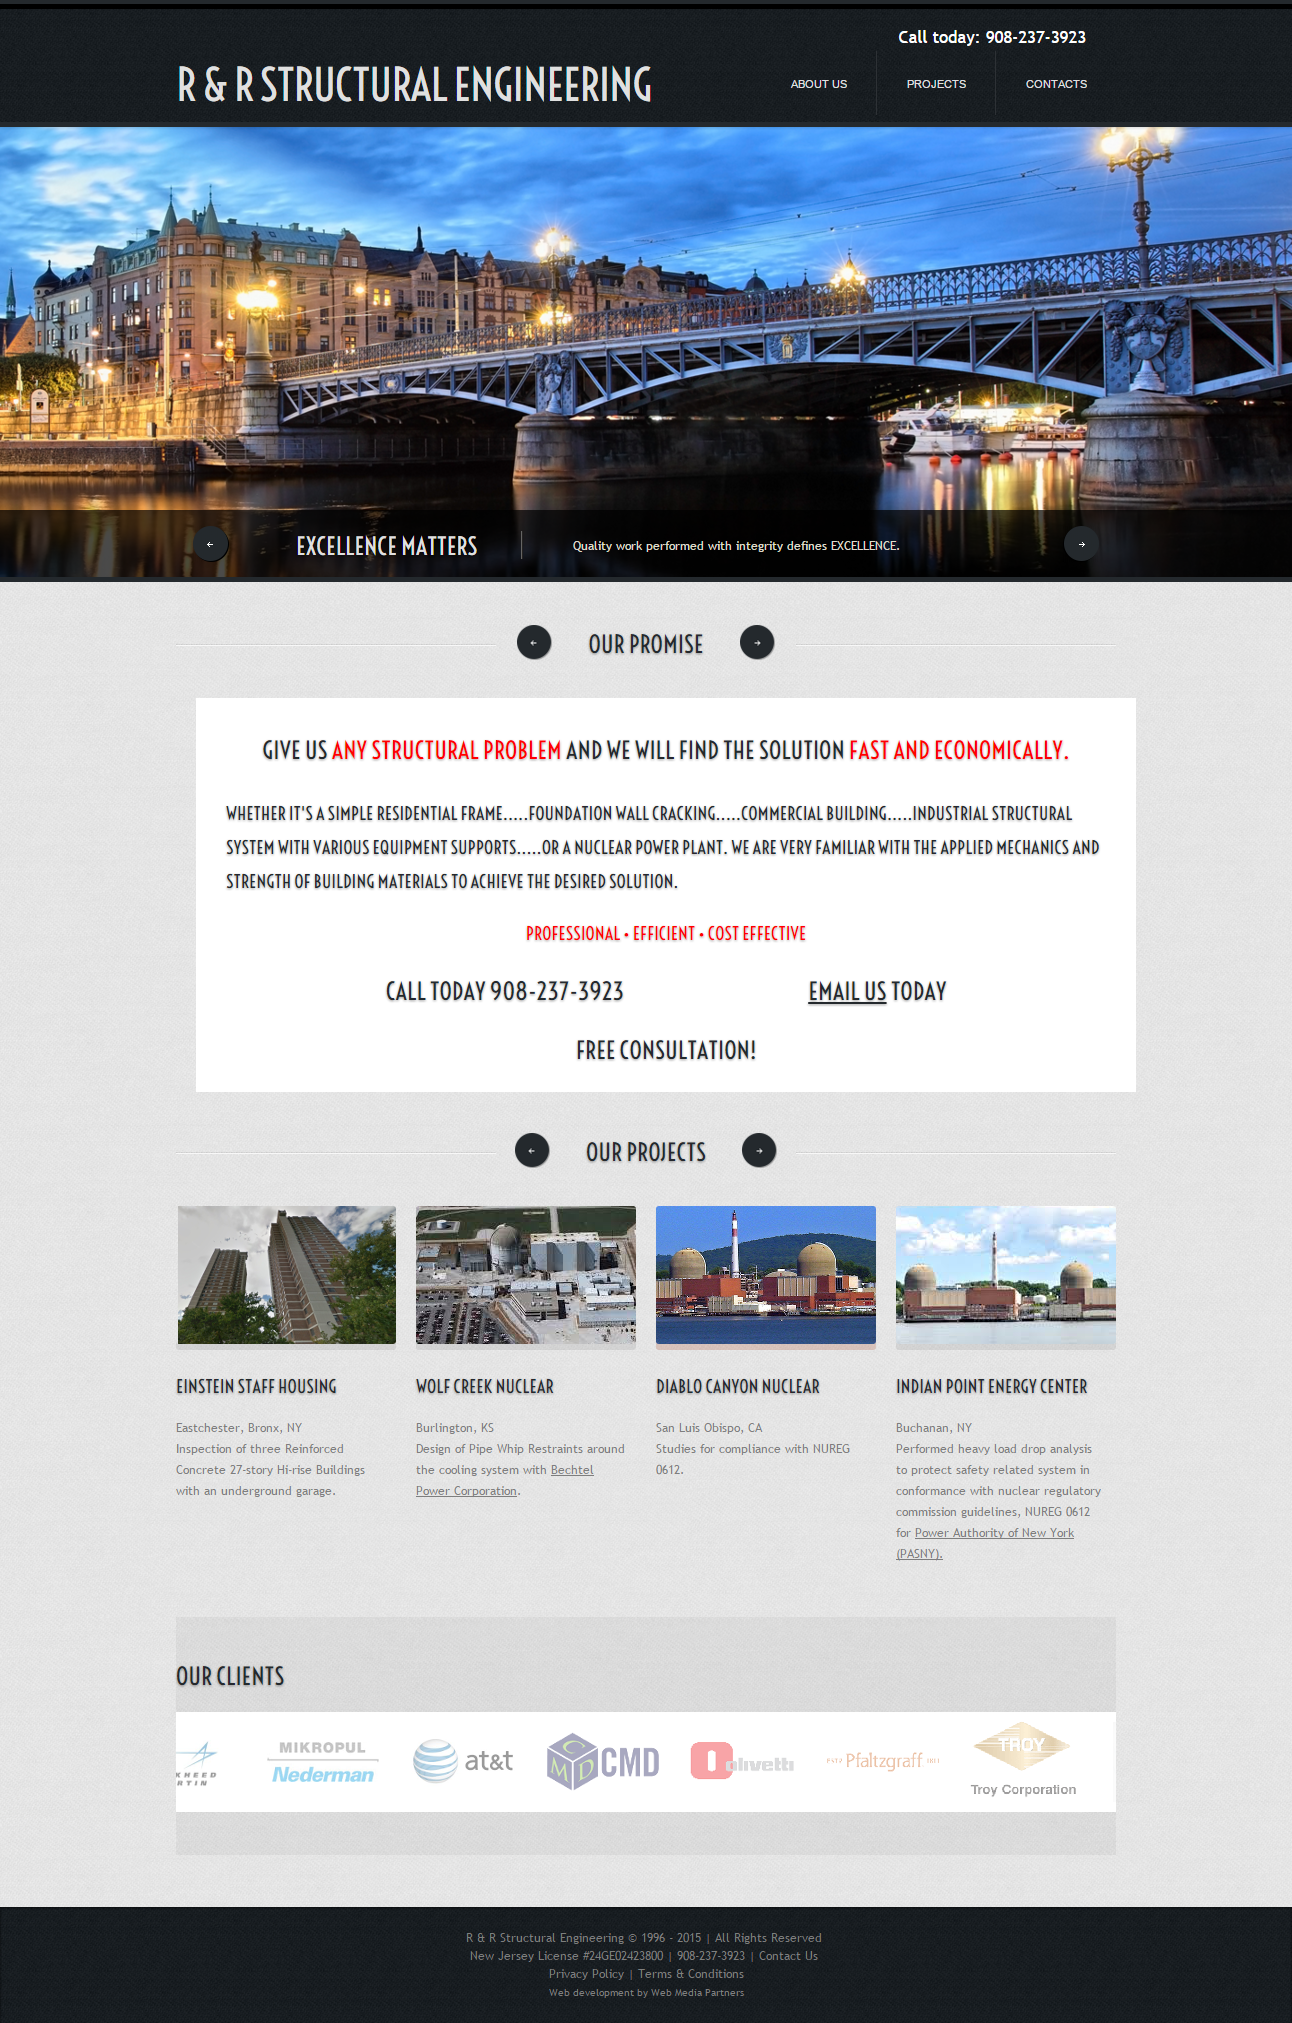 Call today: 908-237-3923
R & R STRUCTURAL ENGINEERING
ABOUT US
PROJECTS
CONTACTS
EXCELLENCE MATTERS
Quality work performed with integrity defines EXCELLENCE.
OUR PROMISE
GIVE US ANY STRUCTURAL PROBLEM AND WE WILL FIND THE SOLUTION FAST AND ECONOMICALLY.
WHETHER IT'S A SIMPLE RESIDENTIAL FRAME.....FOUNDATION WALL CRACKING.....COMMERCIAL BUILDING.....INDUSTRIAL STRUCTURAL
SYSTEM WITH VARIOUS EQUIPMENT SUPPORTS.....OR A NUCLEAR POWER PLANT. WE ARE VERY FAMILIAR WITH THE APPLIED MECHANICS AND
STRENGTH OF BUILDING MATERIALS TO ACHIEVE THE DESIRED SOLUTION.
PROFESSIONAL • EFFICIENT • COST EFFECTIVE
CALL TODAY 908-237-3923
EMAIL US TODAY
FREE CONSULTATION!
OUR PROJECTS
EINSTEIN STAFF HOUSING
Eastchester, Bronx, NY
Inspection of three Reinforced
Concrete 27-story Hi-rise Buildings
with an underground garage.
WOLF CREEK NUCLEAR
Burlington, KS
Design of Pipe Whip Restraints around
the cooling system with Bechtel
Power Corporation.
DIABLO CANYON NUCLEAR
San Luis Obispo, CA
Studies for compliance with NUREG
0612.
INDIAN POINT ENERGY CENTER
Buchanan, NY
Performed heavy load drop analysis
to protect safety related system in
conformance with nuclear regulatory
commission guidelines, NUREG 0612
for Power Authority of New York
(PASNY).
OUR CLIENTS
KHEED
RTIN
MIKROPUL
Nederman
at&t
CMD
CMD
olivetti
Pfaltzgraff
TROY
Troy Corporation
R & R Structural Engineering © 1996 - 2015 | All Rights Reserved
New Jersey License #24GE02423800 | 908-237-3923 | Contact Us
Privacy Policy | Terms & Conditions
Web development by Web Media Partners